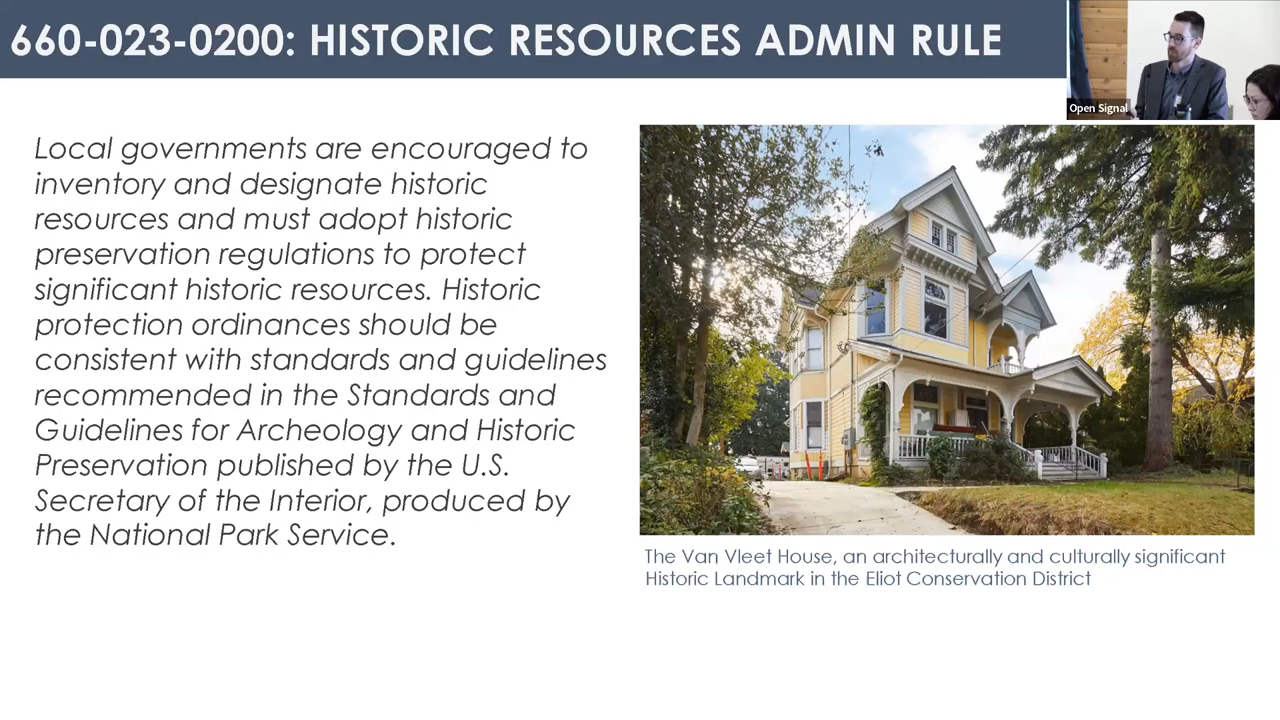 660-023-0200: HISTORIC RESOURCES ADMIN RULE
Open Signal
Local governments are encouraged to
inventory and designate historic
resources and must adopt historic
preservation regulations to protect
significant historic resources. Historic
protection ordinances should be
consistent with standards and guidelines
recommended in the Standards and
Guidelines for Archeology and Historic
Preservation published by the U.S.
Secretary of the Interior, produced by
the National Park Service.
The Van Vleet House, an architecturally and culturally significant
Historic Landmark in the Eliot Conservation District